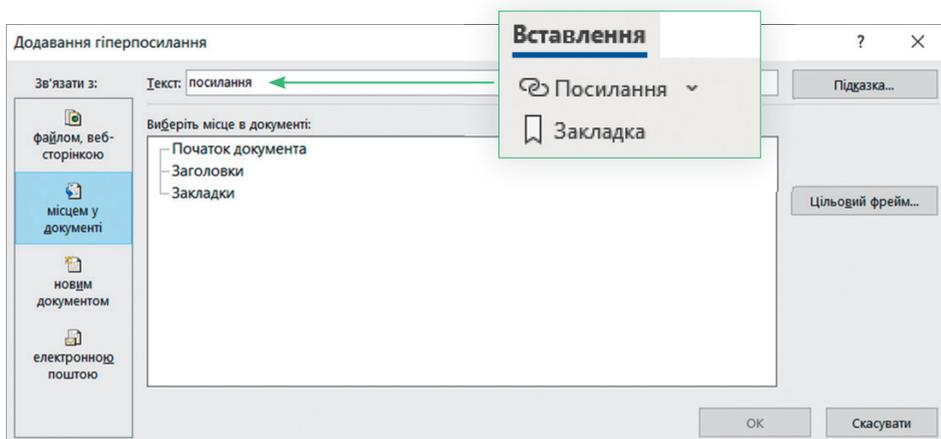 Додавання гіперпосилання
? ×
Вставлення
Посилання
Закладка
Зв'язати з:
Текст: посилання
Підказка...
файлом, веб-
сторінкою
місцем у
документі
новим
документом
електронною
поштою
Виберіть місце в документі:
Початок документа
Заголовки
Закладки
Цільовий фрейм...
ОК
Скасувати